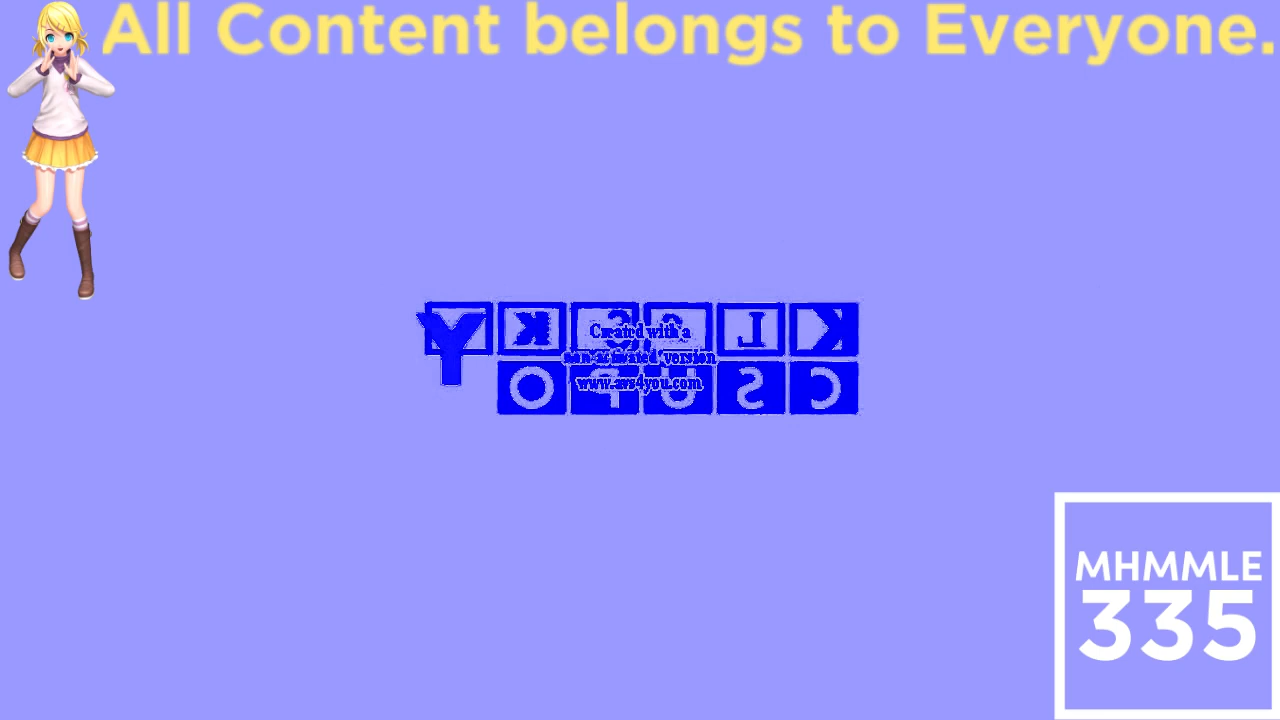 All Content belongs to Everyone.
Created with a
non-activated version
www.avs4you.com
MHMMLE
335